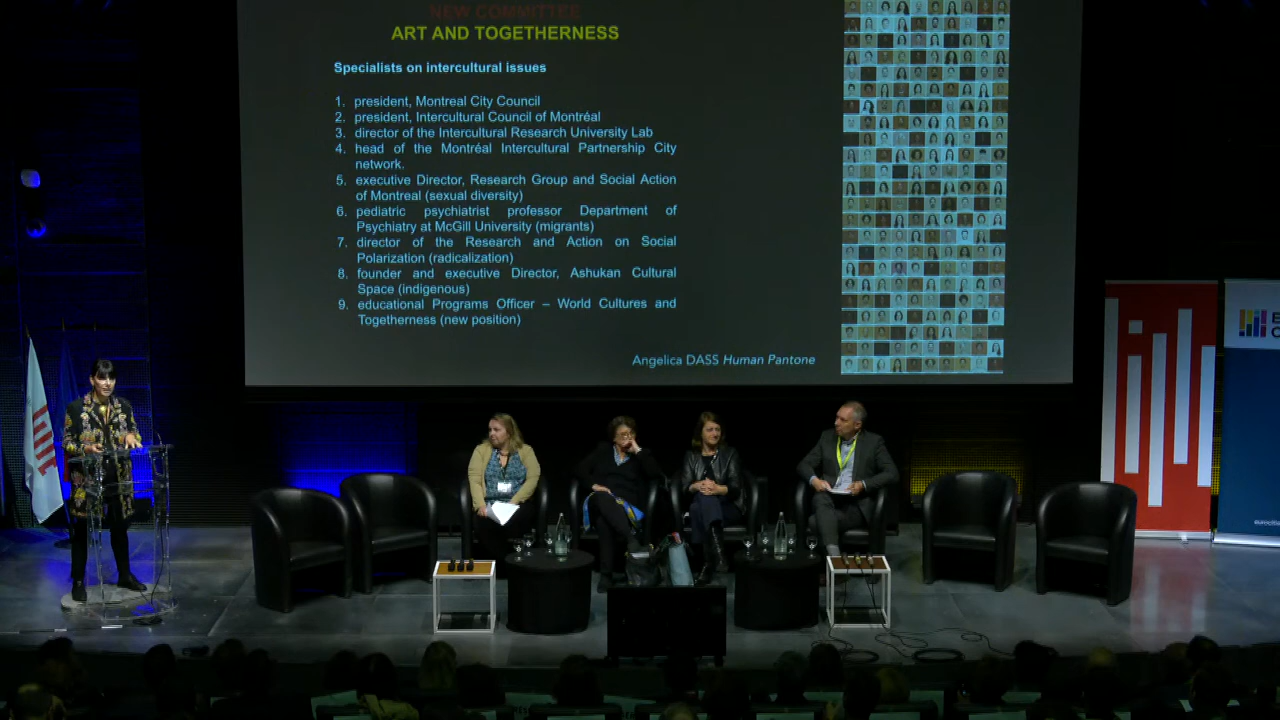 NEW COMMITTEE
ART AND TOGETHERNESS
Specialists on intercultural issues
1. president, Montreal City Council
2. president, Intercultural Council of Montréal
3. director of the Intercultural Research University Lab
4. head of the Montréal Intercultural Partnership City
network.
5. executive Director, Research Group and Social Action
of Montreal (sexual diversity)
6. pediatric psychiatrist professor Department of
Psychiatry at McGill University (migrants)
7. director of the Research and Action on Social
Polarization (radicalization)
8. founder and executive Director, Ashukan Cultural
Space (indigenous)
9. educational Programs Officer – World Cultures and
Togetherness (new position)
Angelica DASS Human Pantone